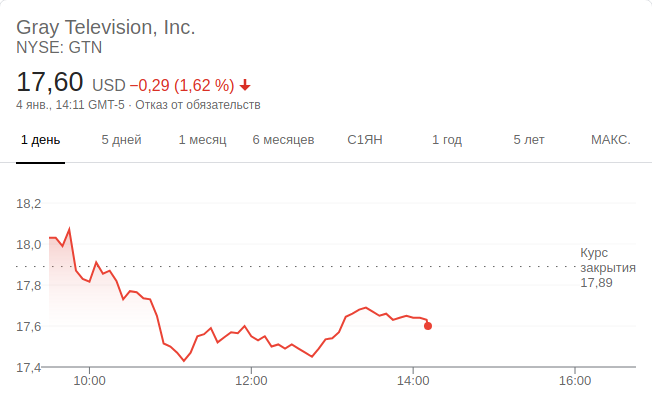 Gray Television, Inc.
NYSE: GTN
17,60 USD −0,29 (1,62 %)
4 янв., 14:11 GMT-5 · Отказ от обязательств
1 день 5 дней 1 месяц 6 месяцев С1ЯН 1 год 5 лет МАКС.
18,2
18,0
17,8
17,6
17,4
Курс
закрытия
17,89
10:00 12:00 14:00 16:00